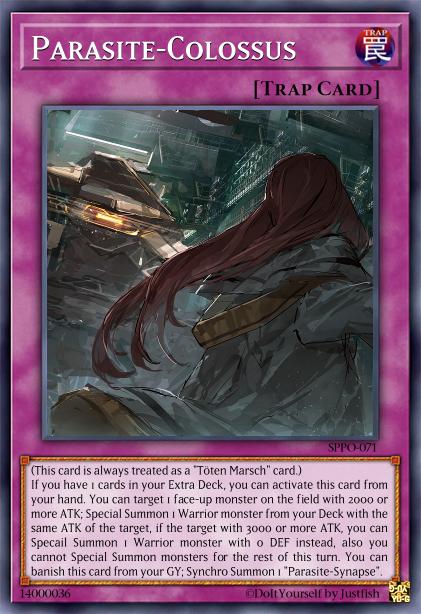 PARASITE-COLOSSUS
TRAP
罠
[TRAP CARD]
SPPO-071
(This card is always treated as a "Töten Marsch" card.)
If you have 1 cards in your Extra Deck, you can activate this card from
your hand. You can target 1 face-up monster on the field with 2000 or
more ATK; Special Summon 1 Warrior monster from your Deck with the
same ATK of the target, if the target with 3000 or more ATK, you can
Specail Summon 1 Warrior monster with 0 DEF instead, also you
cannot Special Summon monsters for the rest of this turn. You can
banish this card from your GY; Synchro Summon 1 "Parasite-Synapse".
14000036
©DoItYourself by Justfish